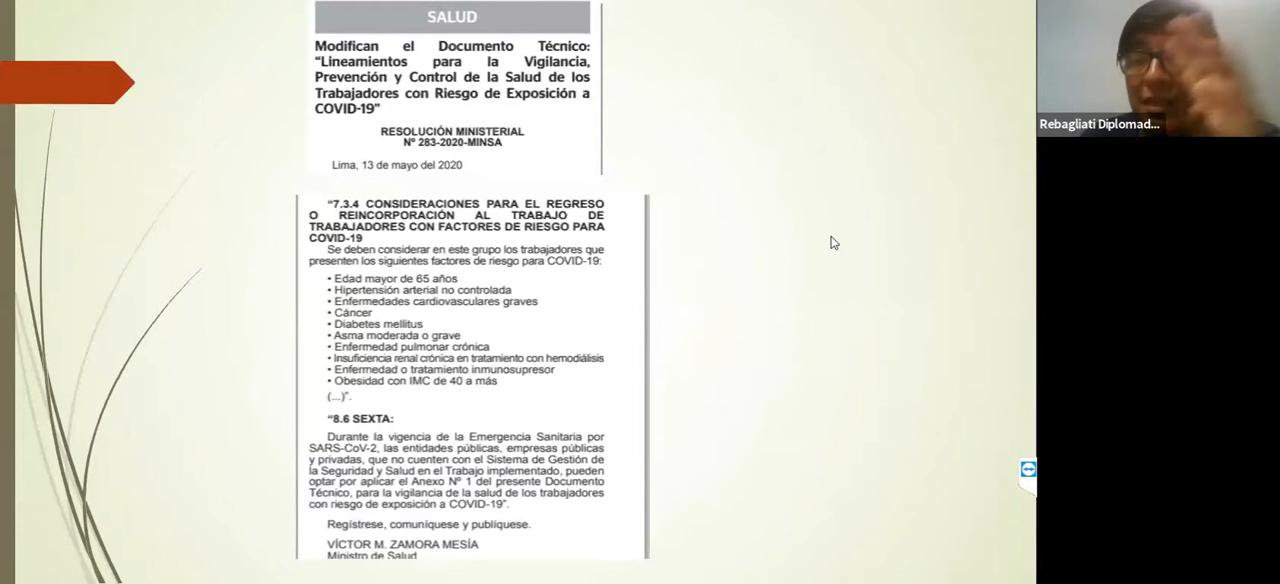 SALUD
Modifican el Documento Técnico:
“Lineamientos para la Vigilancia,
Prevención y Control de la Salud de los
Trabajadores con Riesgo de Exposición a
COVID-19”
RESOLUCIÓN MINISTERIAL
Nº 283-2020-MINSA
Lima, 13 de mayo del 2020
“7.3.4 CONSIDERACIONES PARA EL REGRESO
O REINCORPORACIÓN AL TRABAJO DE
TRABAJADORES CON FACTORES DE RIESGO PARA
COVID-19
Se deben considerar en este grupo los trabajadores que
presenten los siguientes factores de riesgo para COVID-19:
• Edad mayor de 65 años
• Hipertensión arterial no controlada
• Enfermedades cardiovasculares graves
• Cáncer
• Diabetes mellitus
• Asma moderada o grave
• Enfermedad pulmonar crónica
• Insuficiencia renal crónica en tratamiento con hemodiálisis
• Enfermedad o tratamiento inmunosupresor
• Obesidad con IMC de 40 a más
(...)”.
“8.6 SEXTA:
Durante la vigencia de la Emergencia Sanitaria por
SARS-CoV-2, las entidades públicas, empresas públicas
y privadas, que no cuenten con el Sistema de Gestión de
la Seguridad y Salud en el Trabajo implementado, pueden
optar por aplicar el Anexo Nº 1 del presente Documento
Técnico, para la vigilancia de la salud de los trabajadores
con riesgo de exposición a COVID-19”.
Regístrese, comuníquese y publíquese.
VÍCTOR M. ZAMORA MESÍA
Ministro de Salud
Rebagliati Diplomad...